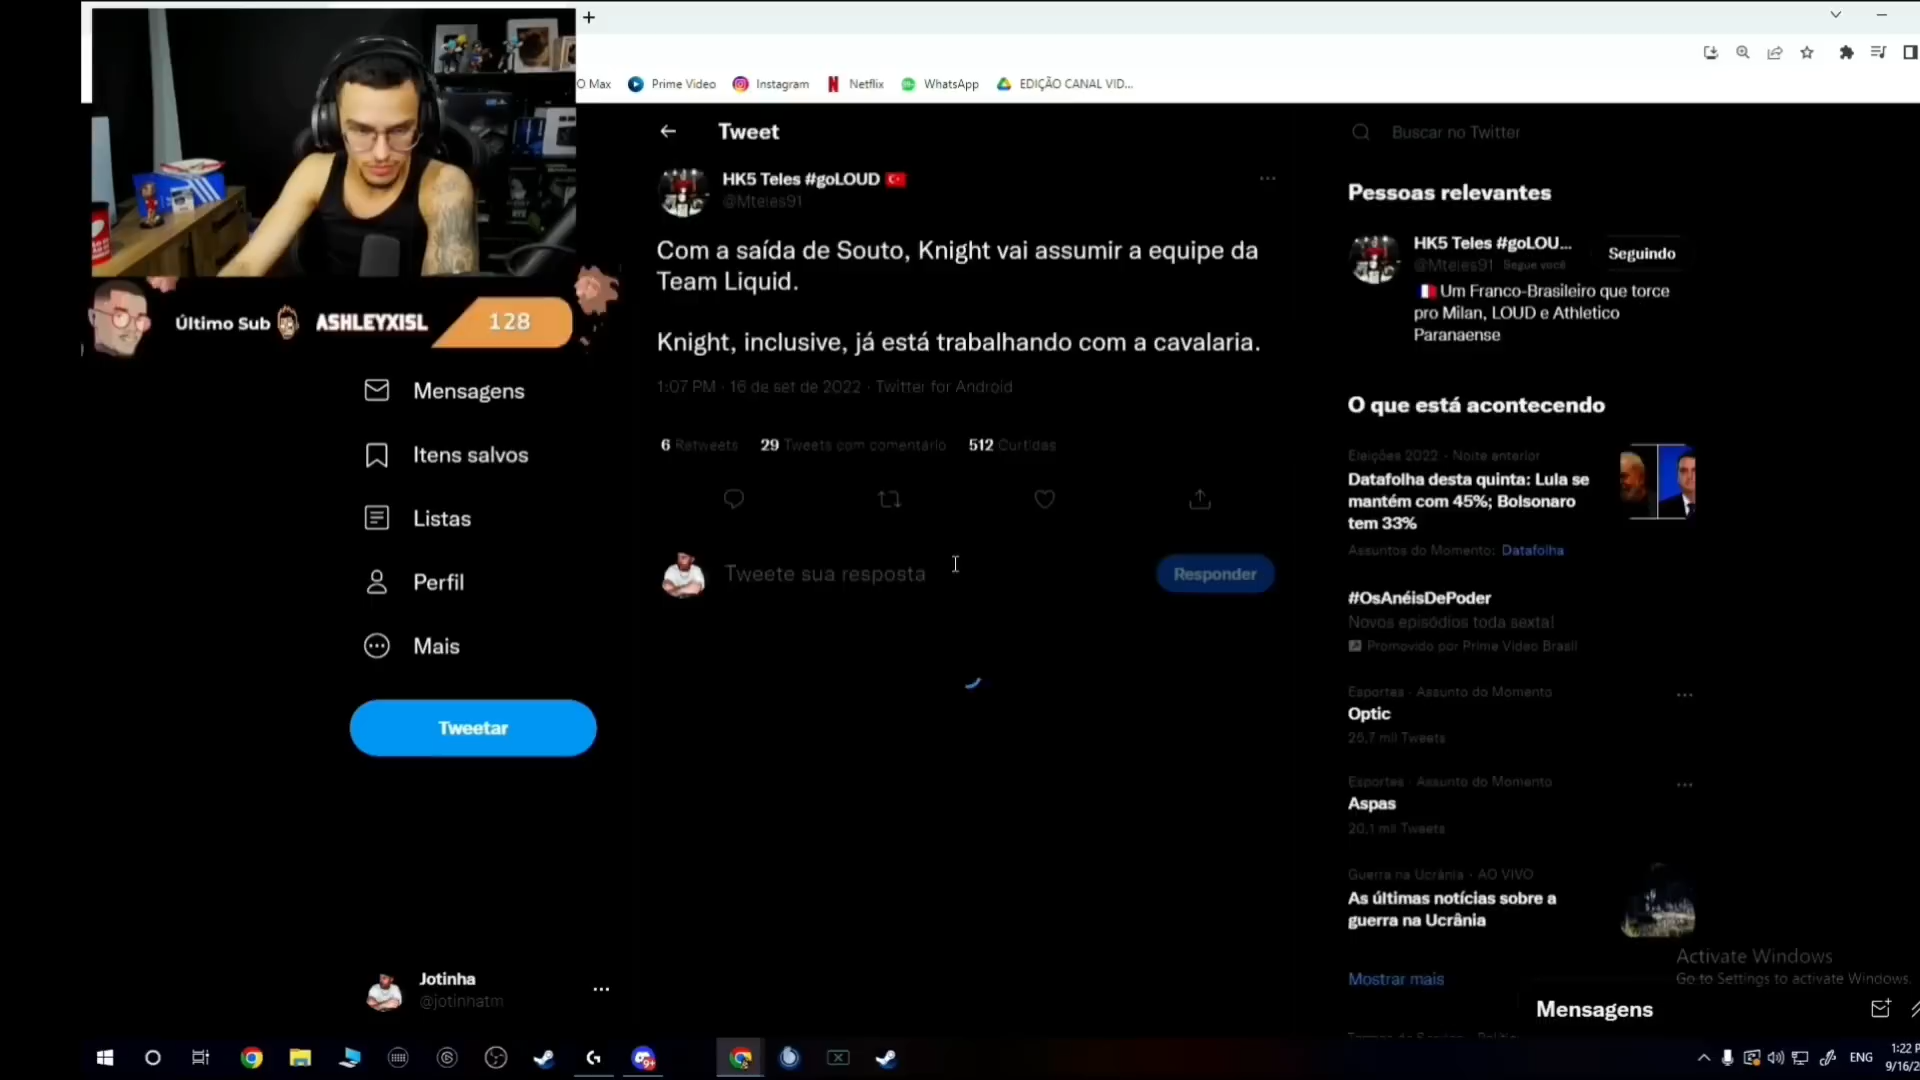 O Max
Prime Video
Instagram
Netflix
WhatsApp
EDIÇÃO CANAL VID...
Último Sub
ASHLEYXISL
128
Mensagens
Itens salvos
Listas
Perfil
Mais
Tweetar
Jotinha
@jotinnatm
Tweet
HK5 Teles #goLOUD
@Mteles91
Com a saída de Souto, Knight vai assumir a equipe da
Team Liquid.
Knight, inclusive, já está trabalhando com a cavalaria.
1:07 PM · 16 de set de 2022 · Twitter for Android
6 Retweets 29 Tweets com comentário 512 Curtidas
Tweete sua resposta
Responder
Buscar no Twitter
Pessoas relevantes
HK5 Teles #goLOU...
@Mteles91 Segue você
Seguindo
Um Franco-Brasileiro que torce
pro Milan, LOUD e Athletico
Paranaense
O que está acontecendo
Eleições 2022 · Noite anterior
Datafolha desta quinta: Lula se
mantém com 45%; Bolsonaro
tem 33%
Assuntos do Momento: Datafolha
#OsAnéisDePoder
Novos episódios toda sexta!
Promovido por Prime Video Brasil
Esportes · Assunto do Momento
Optic
25,7 mil Tweets
Esportes · Assunto do Momento
Aspas
20,1 mil Tweets
Guerra na Ucrânia · AO VIVO
As últimas notícias sobre a
guerra na Ucrânia
Mostrar mais
Activate Windows
Go to Settings to activate Windows.
Mensagens
9+
ENG
1:22 P
9/16/2